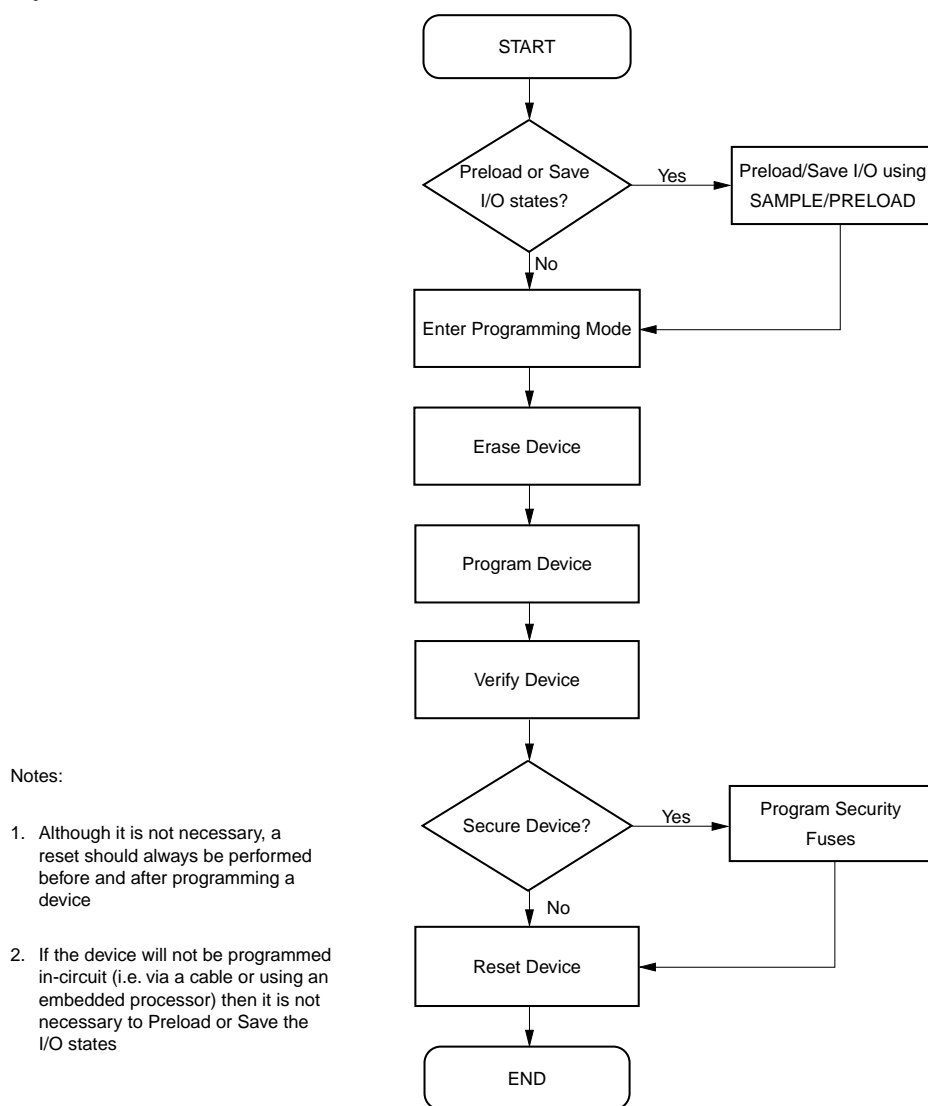 START
Preload or Save
I/O states?
Yes
Preload/Save I/O using
SAMPLE/PRELOAD
No
Enter Programming Mode
Erase Device
Program Device
Verify Device
Secure Device?
Yes
Program Security
Fuses
No
Reset Device
END
Notes:
1. Although it is not necessary, a
reset should always be performed
before and after programming a
device
2. If the device will not be programmed
in-circuit (i.e. via a cable or using an
embedded processor) then it is not
necessary to Preload or Save the
I/O states